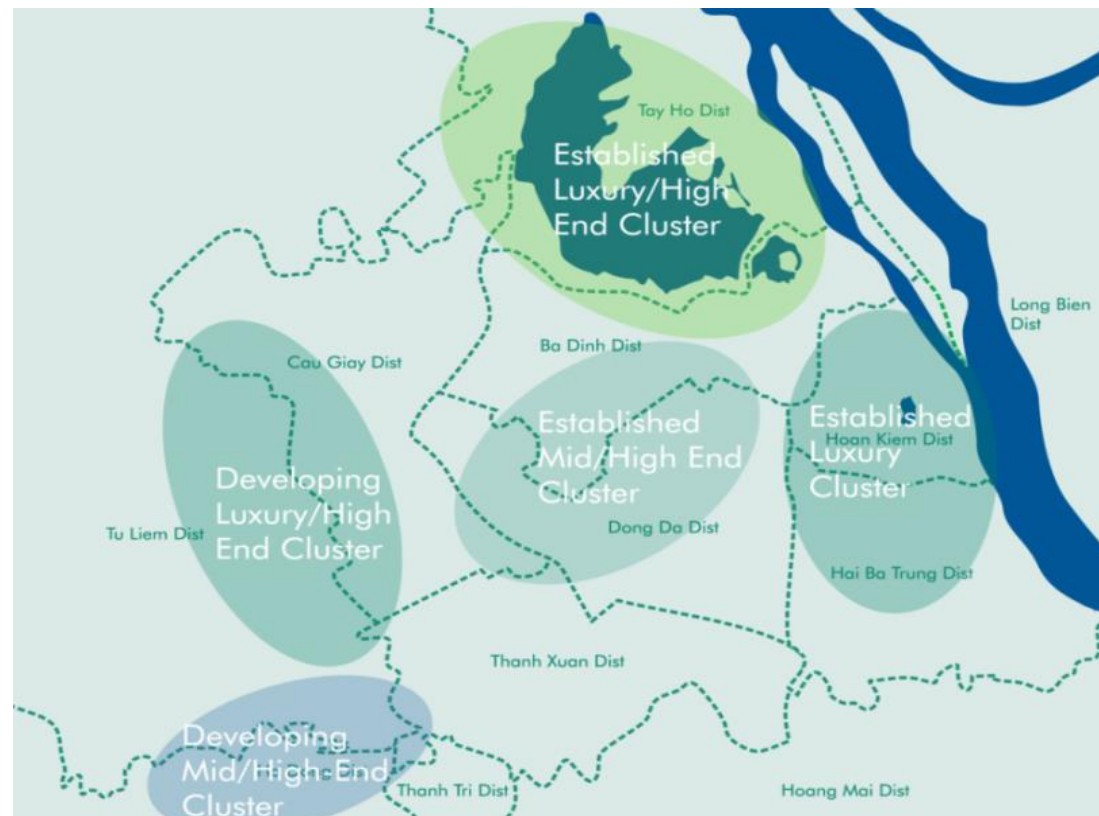 Tay Ho Dist
Established
Luxury/High
End Cluster
Long Bien
Dist
Ba Dinh Dist
Cau Giay Dist
Established
Mid/High End
Cluster
Established
Hoan Kiem Dist
Luxury
Cluster
Developing
Luxury/High
End Cluster
Tu Liem Dist
Dong Da Dist
Hai Ba Trung Dist
Thanh Xuan Dist
Developing
Mid/High-End
Cluster
Thanh Tri Dist
Hoang Mai Dist